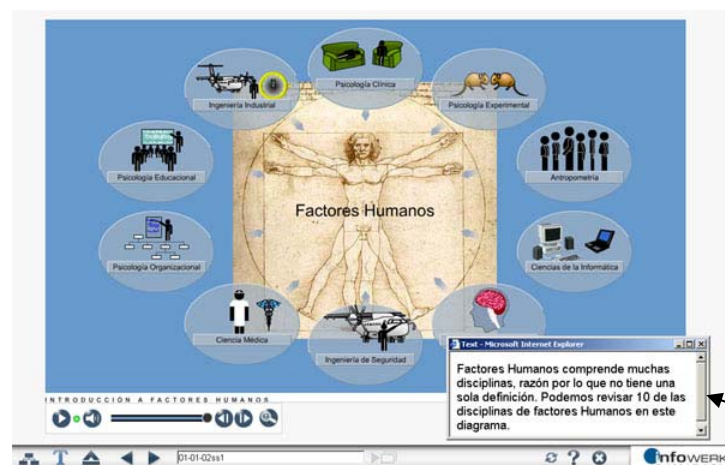 Psicología Clínica
Ingeniería Industrial
Psicología Experimental
Psicología Educacional
Antropometría
Factores Humanos
Psicología Organizacional
Ciencias de la Informática
Ciencia Médica
Ingeniería de Seguridad
Text - Microsoft Internet Explorer
Factores Humanos comprende muchas
disciplinas, razón por lo que no tiene una
sola definición. Podemos revisar 10 de las
disciplinas de factores Humanos en este
diagrama.
INTRODUCCIÓN A FACTORES HUMANOS
T
01-01-02ss1
?
InfoWERK